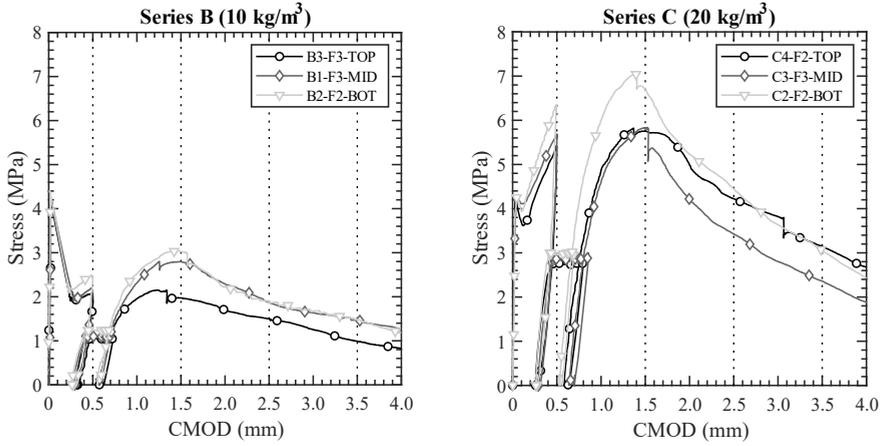 Series B (10 kg/m³)
8
7
6
5
4
3
2
1
0
Stress (MPa)
B3-F3-TOP
B1-F3-MID
B2-F2-BOT
0 0.5 1.0 1.5 2.0 2.5 3.0 3.5 4.0
CMOD (mm)
Series C (20 kg/m³)
8
7
6
5
4
3
2
1
0
Stress (MPa)
C4-F2-TOP
C3-F3-MID
C2-F2-BOT
0 0.5 1.0 1.5 2.0 2.5 3.0 3.5 4.0
CMOD (mm)